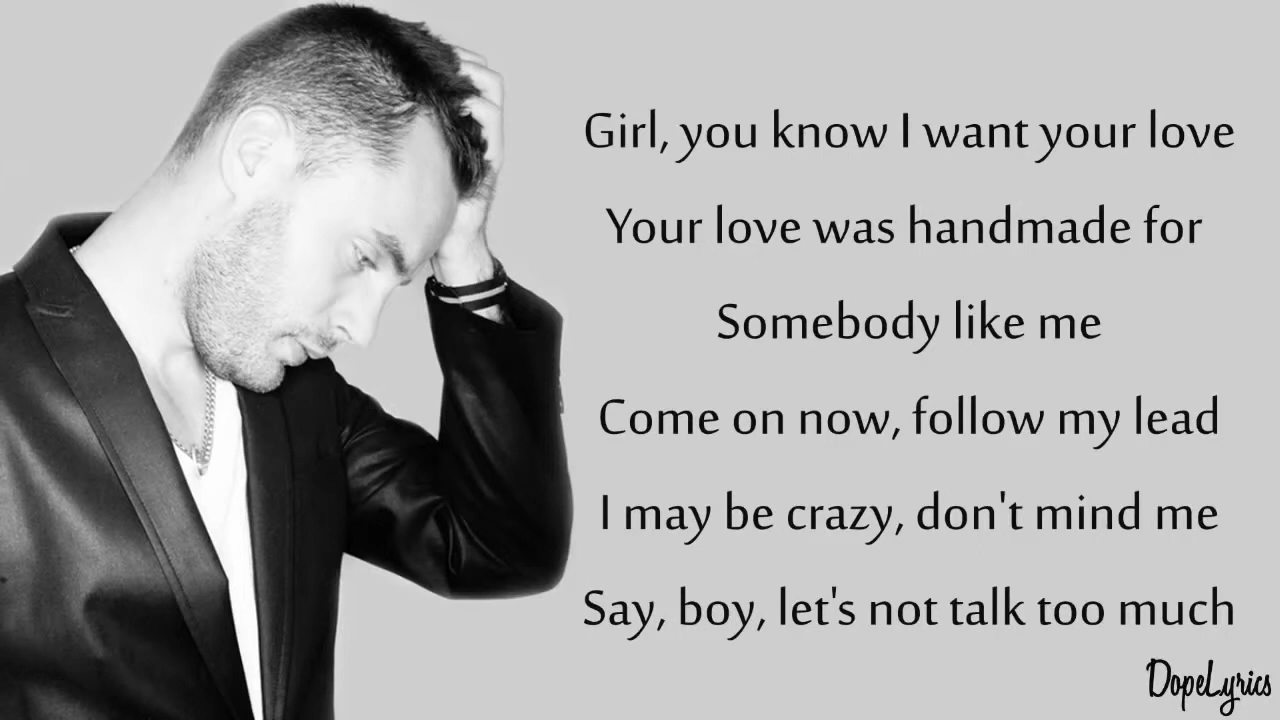 Girl, you know I want your love
Your love was handmade for
Somebody like me
Come on now, follow my lead
I may be crazy, don't mind me
Say, boy, let's not talk too much
DopeLyrics